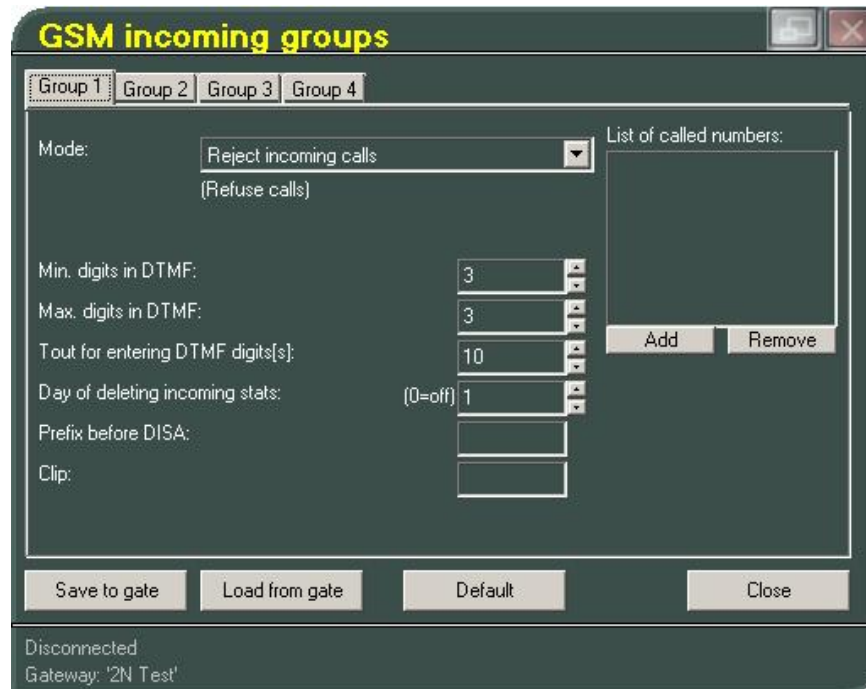 GSM incoming groups
Group 1 Group 2 Group 3 Group 4
Mode: Reject incoming calls
(Refuse calls)
List of called numbers:
Min. digits in DTMF: 3
Max. digits in DTMF: 3
Tout for entering DTMF digits[s]: 10
Add Remove
Day of deleting incoming stats: (0=off) 1
Prefix before DISA:
Clip:
Save to gate Load from gate Default Close
Disconnected
Gateway: '2N Test'